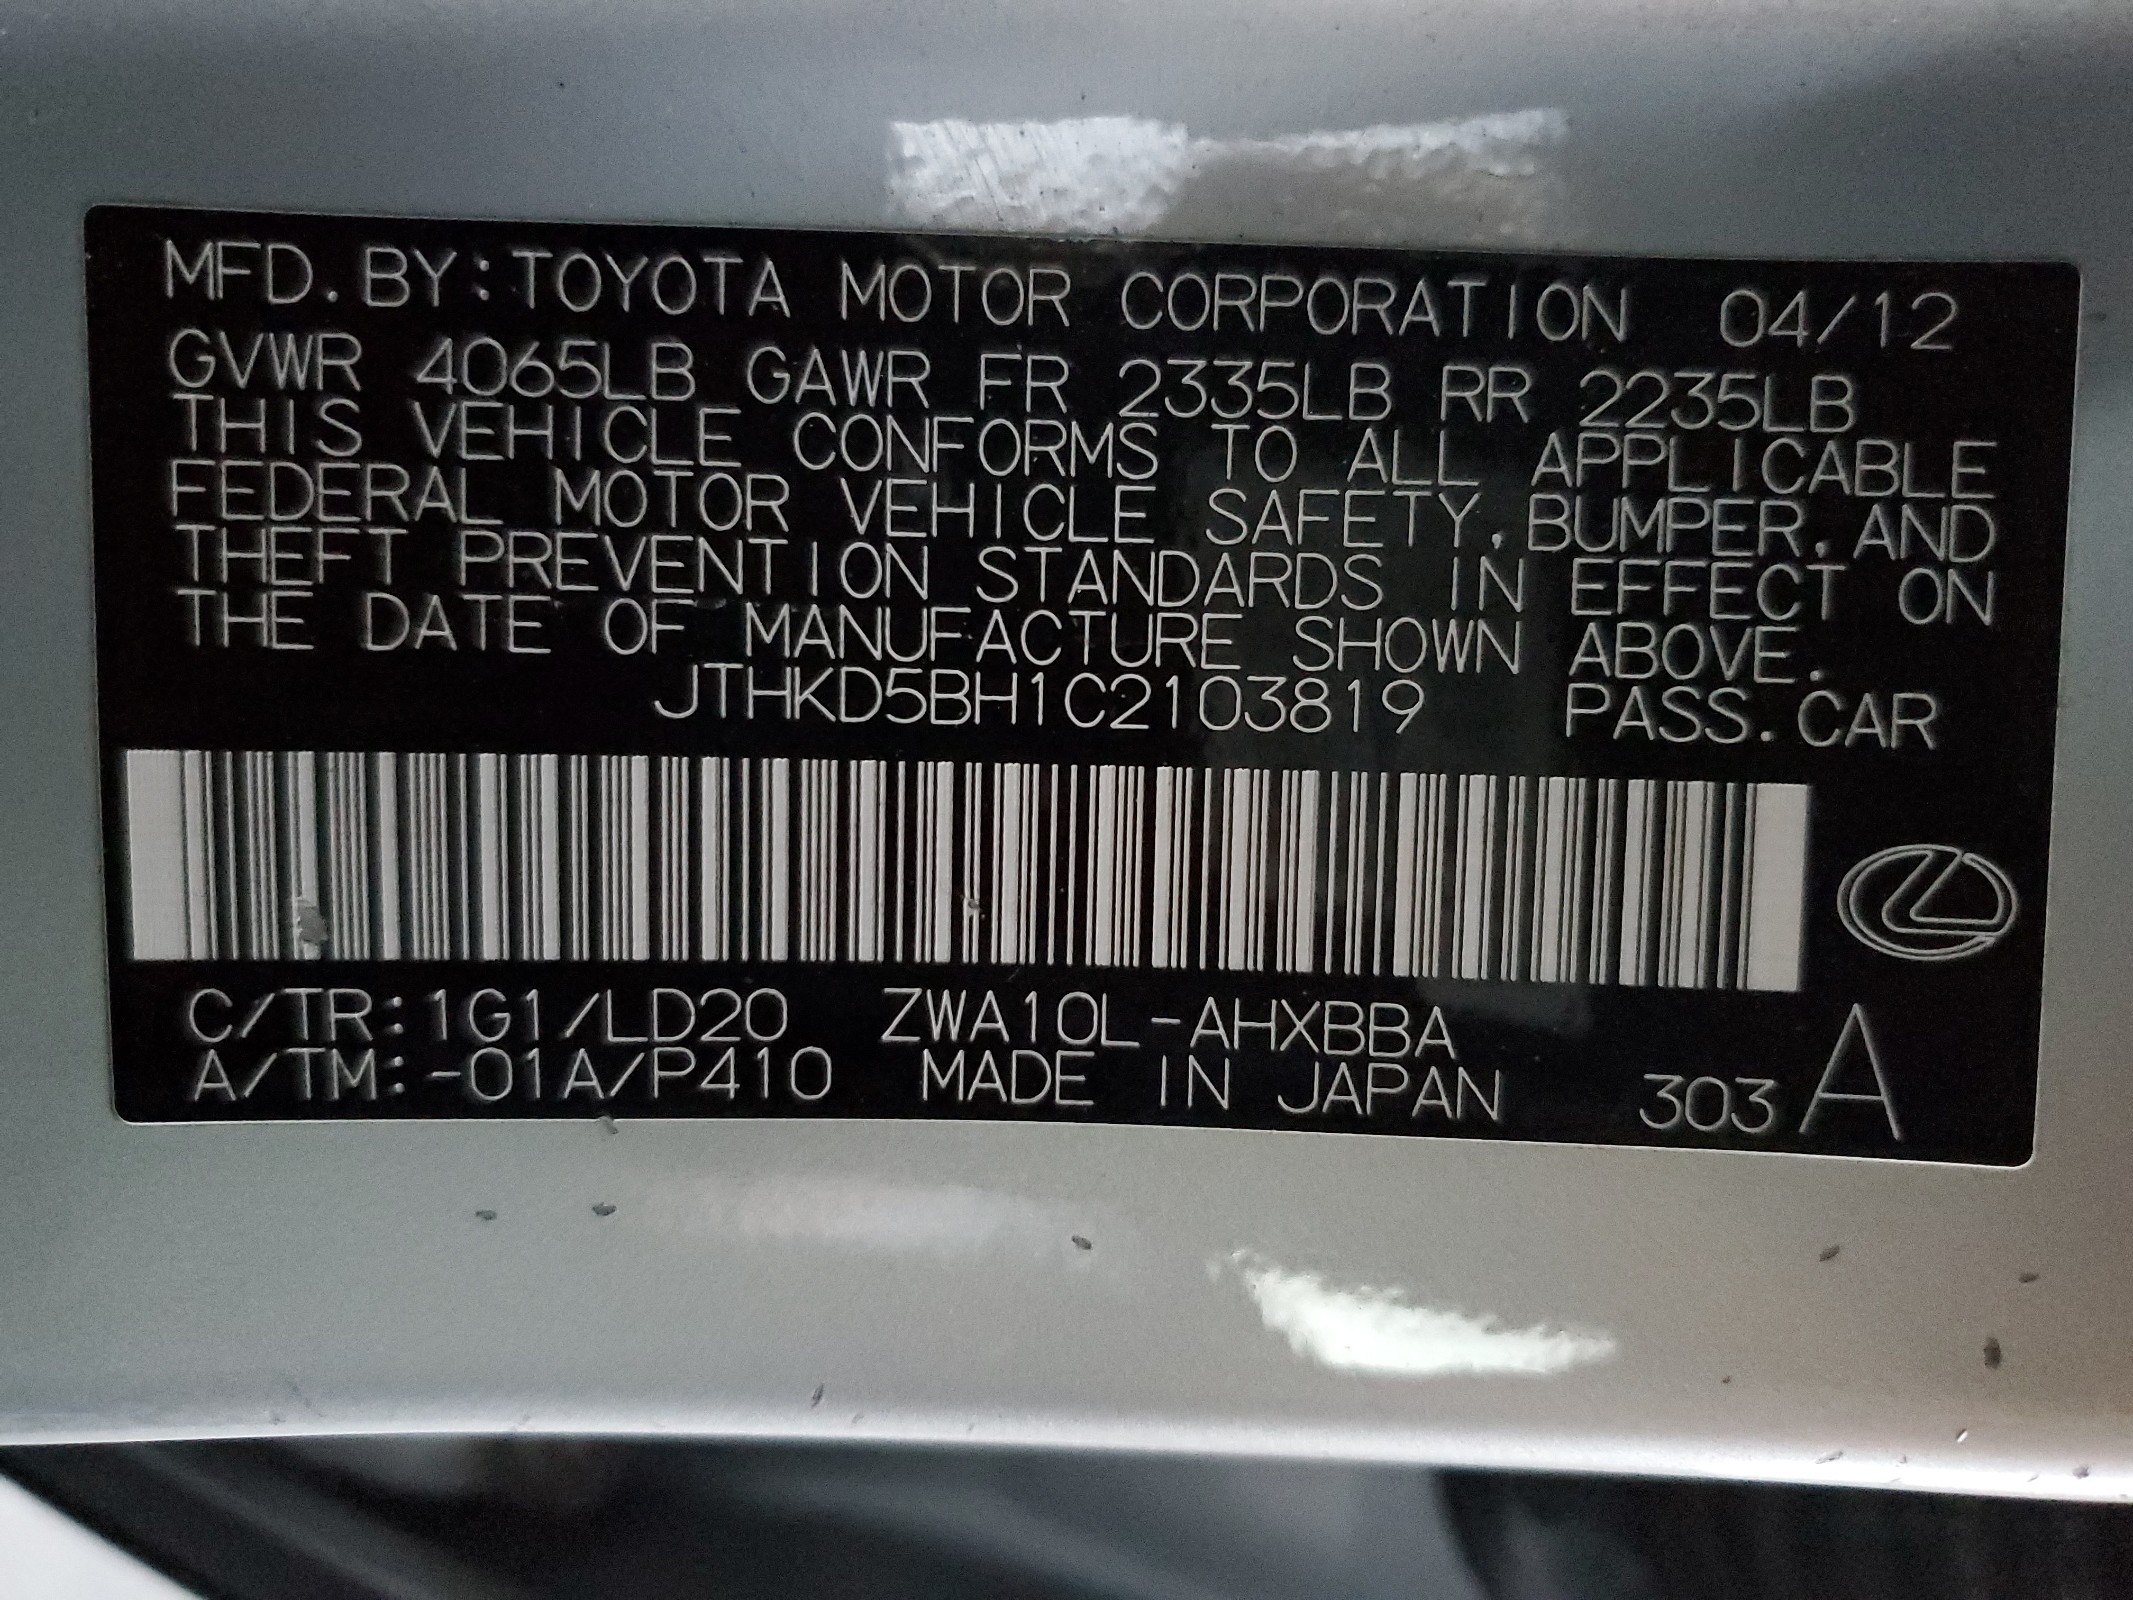 MFD. BY: TOYOTA MOTOR CORPORATION 04/12
GVWR 4065LB GAWR FR 2335LB RR 2235LB
THIS VEHICLE CONFORMS TO ALL APPLICABLE
FEDERAL MOTOR VEHICLE SAFETY, BUMPER, AND
THEFT PREVENTION STANDARDS IN EFFECT ON
THE DATE OF MANUFACTURE SHOWN ABOVE.
JTHKD5BH1C2103819 PASS. CAR
C/TR: 1G1/LD20 ZWA10L-AHXBBA
A/TM: -01A/P410 MADE IN JAPAN 303 A